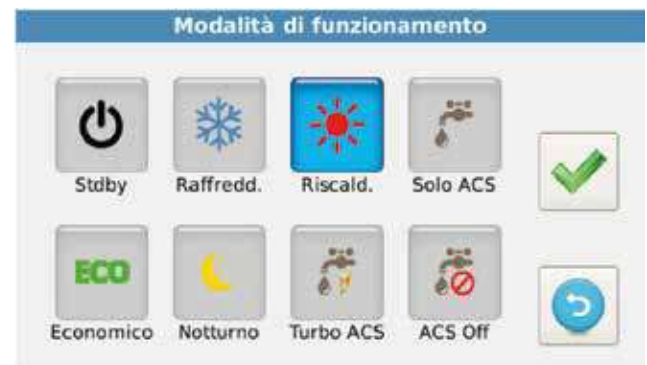 Modalità di funzionamento
Stdby Raffredd. Riscald. Solo ACS
ECO
Economico Notturno Turbo ACS ACS Off